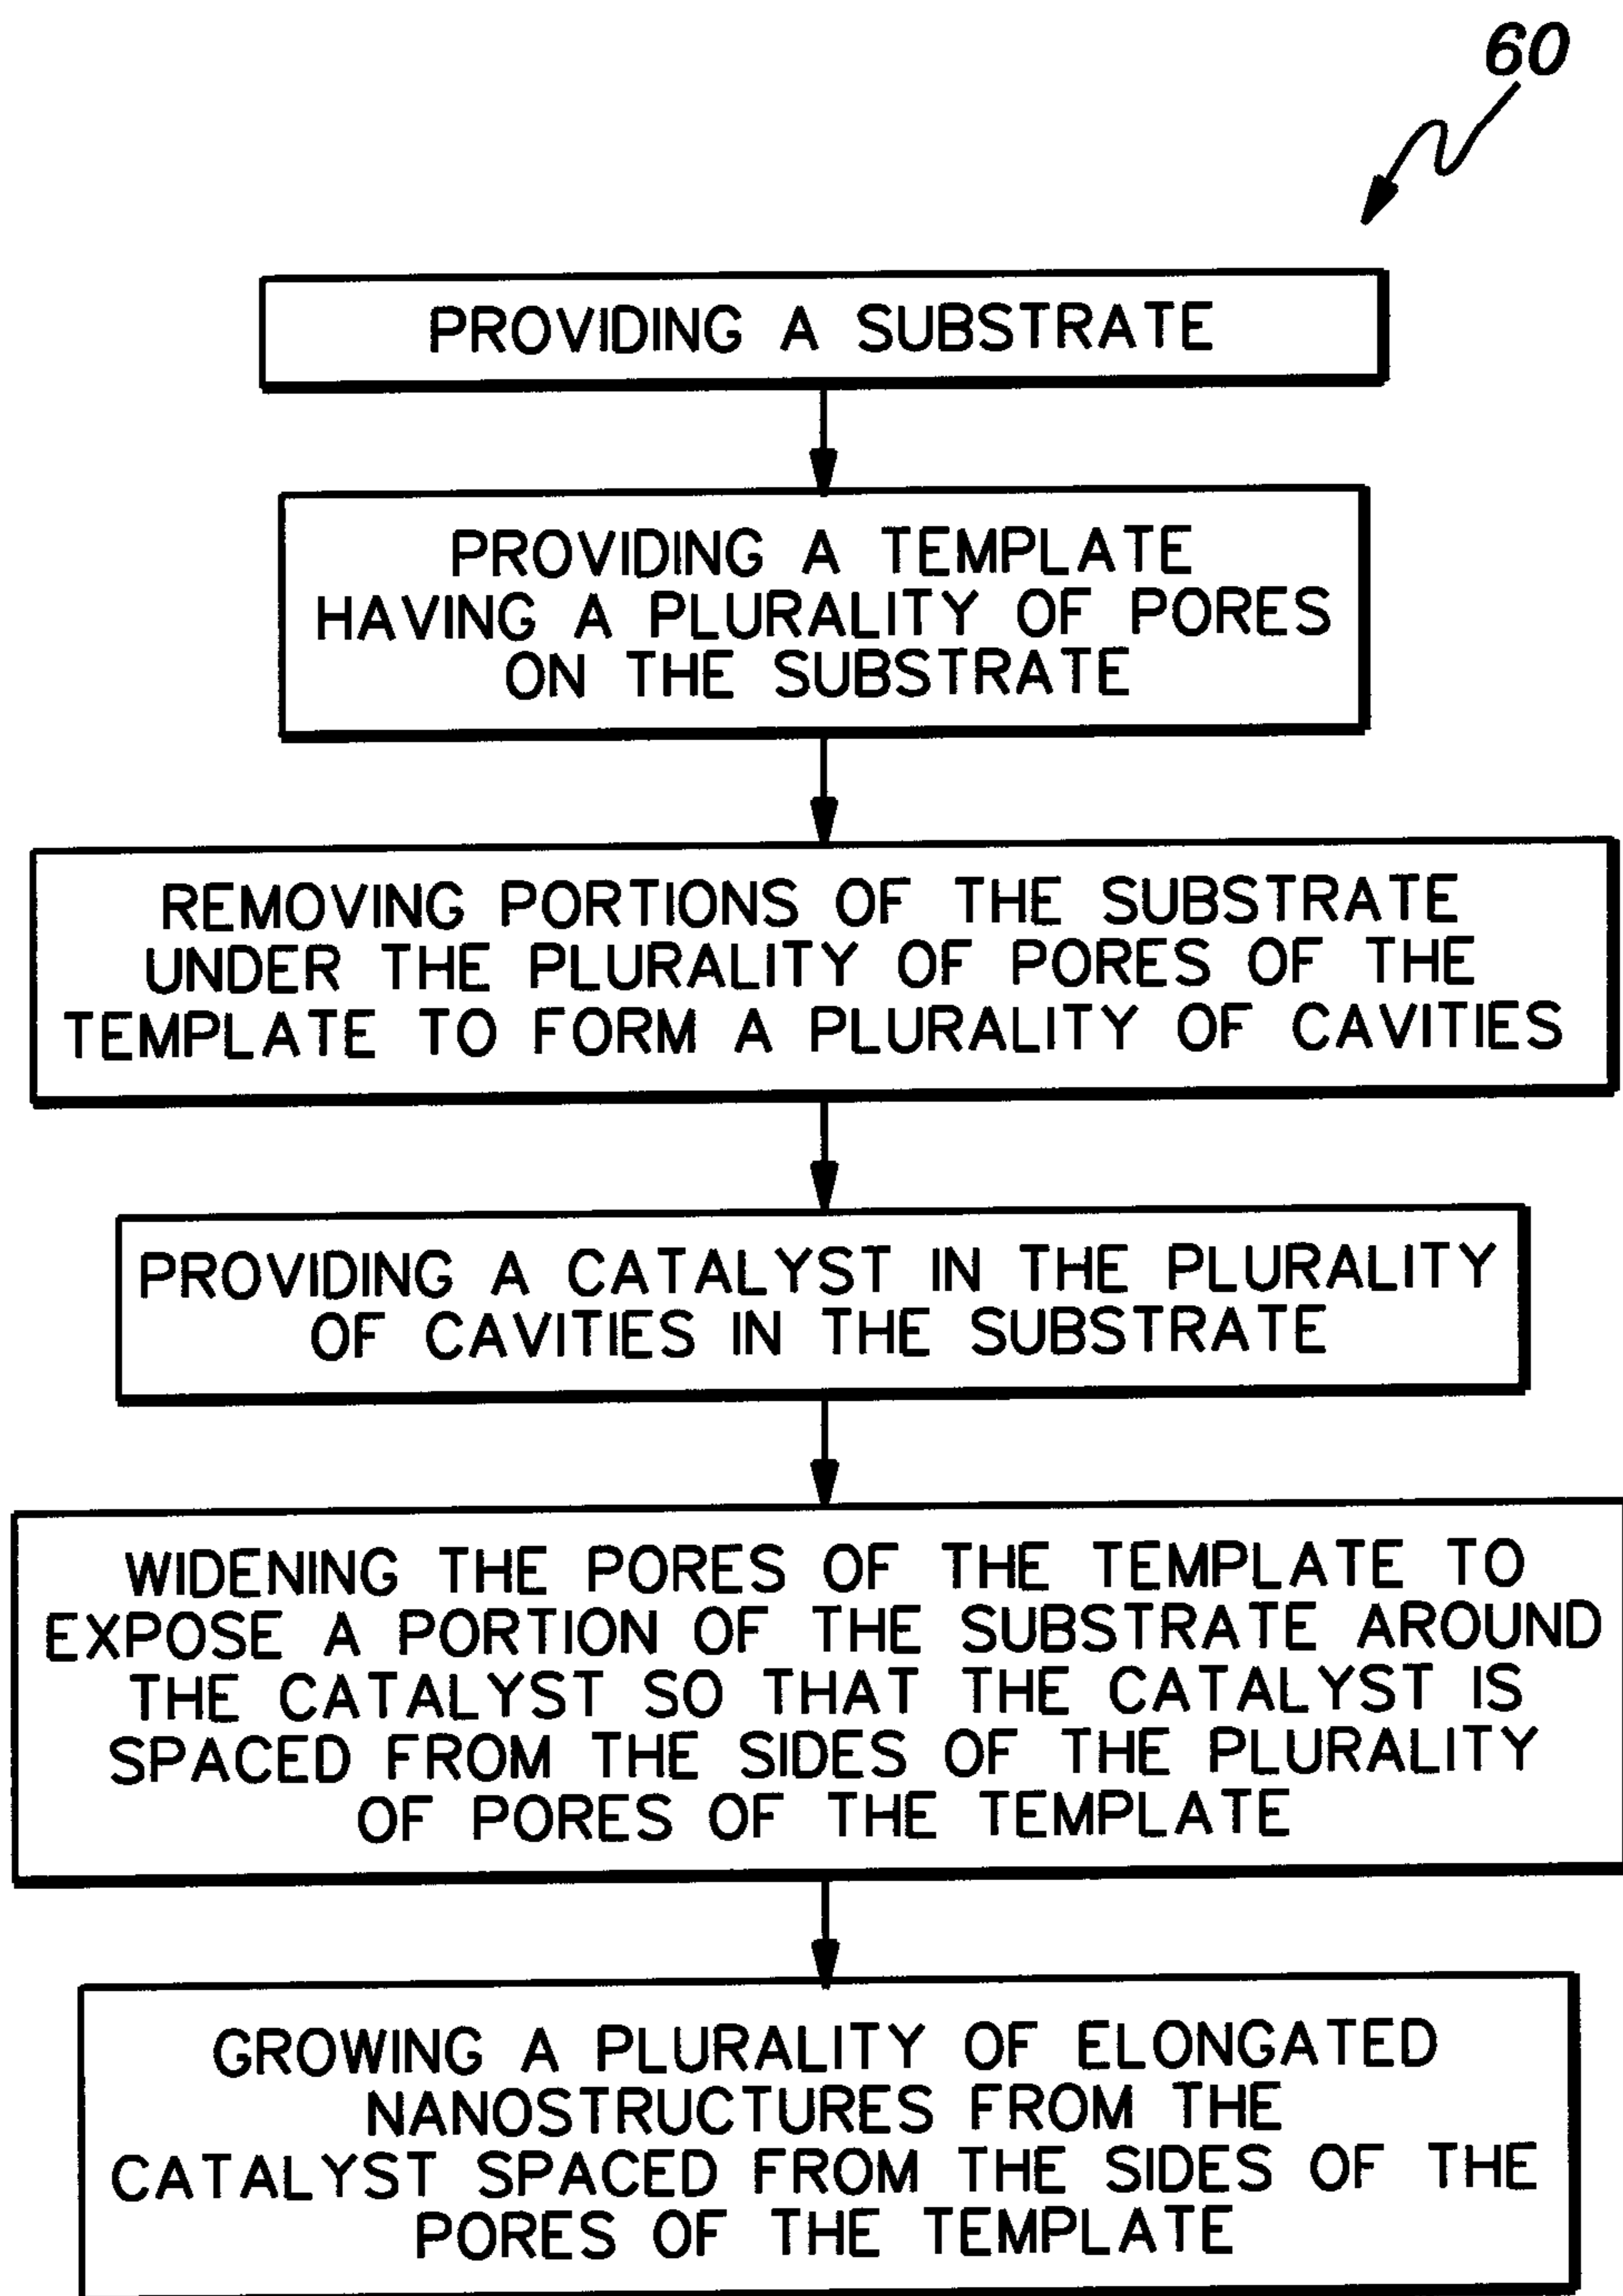 60
PROVIDING A SUBSTRATE
PROVIDING A TEMPLATE
HAVING A PLURALITY OF PORES
ON THE SUBSTRATE
REMOVING PORTIONS OF THE SUBSTRATE
UNDER THE PLURALITY OF PORES OF THE
TEMPLATE TO FORM A PLURALITY OF CAVITIES
PROVIDING A CATALYST IN THE PLURALITY
OF CAVITIES IN THE SUBSTRATE
WIDENING THE PORES OF THE TEMPLATE TO
EXPOSE A PORTION OF THE SUBSTRATE AROUND
THE CATALYST SO THAT THE CATALYST IS
SPACED FROM THE SIDES OF THE PLURALITY
OF PORES OF THE TEMPLATE
GROWING A PLURALITY OF ELONGATED
NANOSTRUCTURES FROM THE
CATALYST SPACED FROM THE SIDES OF THE
PORES OF THE TEMPLATE